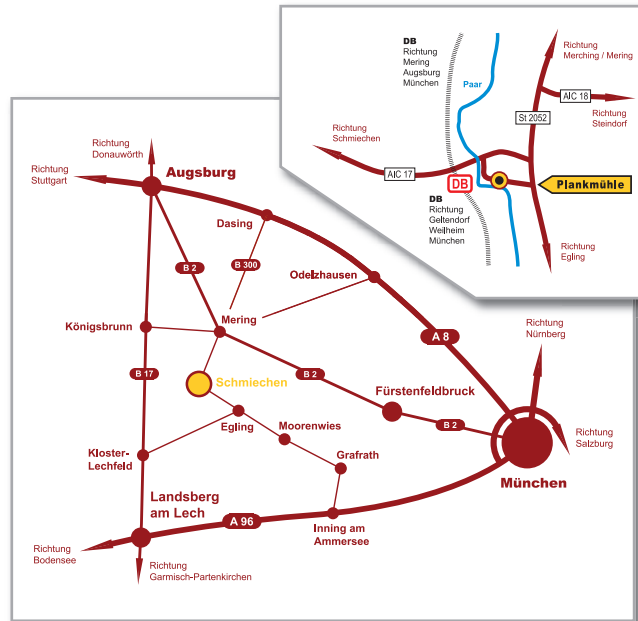 DB
Richtung
Mering
Augsburg
München
Paar
Richtung
Merching / Mering
AIC 18
St 2052
Richtung
Steindorf
Richtung
Schmiechen
AIC 17
DB
Plankmühle
DB
Richtung
Geltendorf
Weilheim
München
Richtung
Egling
Richtung
Donauwörth
Richtung
Stuttgart
Augsburg
Dasing
B 2
B 300
Odelzhausen
Königsbrunn
Mering
A 8
Richtung
Nürnberg
B 17
Schmiechen
B 2
Fürstenfeldbruck
B 2
Richtung
Salzburg
Egling
Moorenwies
Kloster-
Lechfeld
Grafrath
München
Landsberg
am Lech
A 96
Inning am
Ammersee
Richtung
Bodensee
Richtung
Garmisch-Partenkirchen